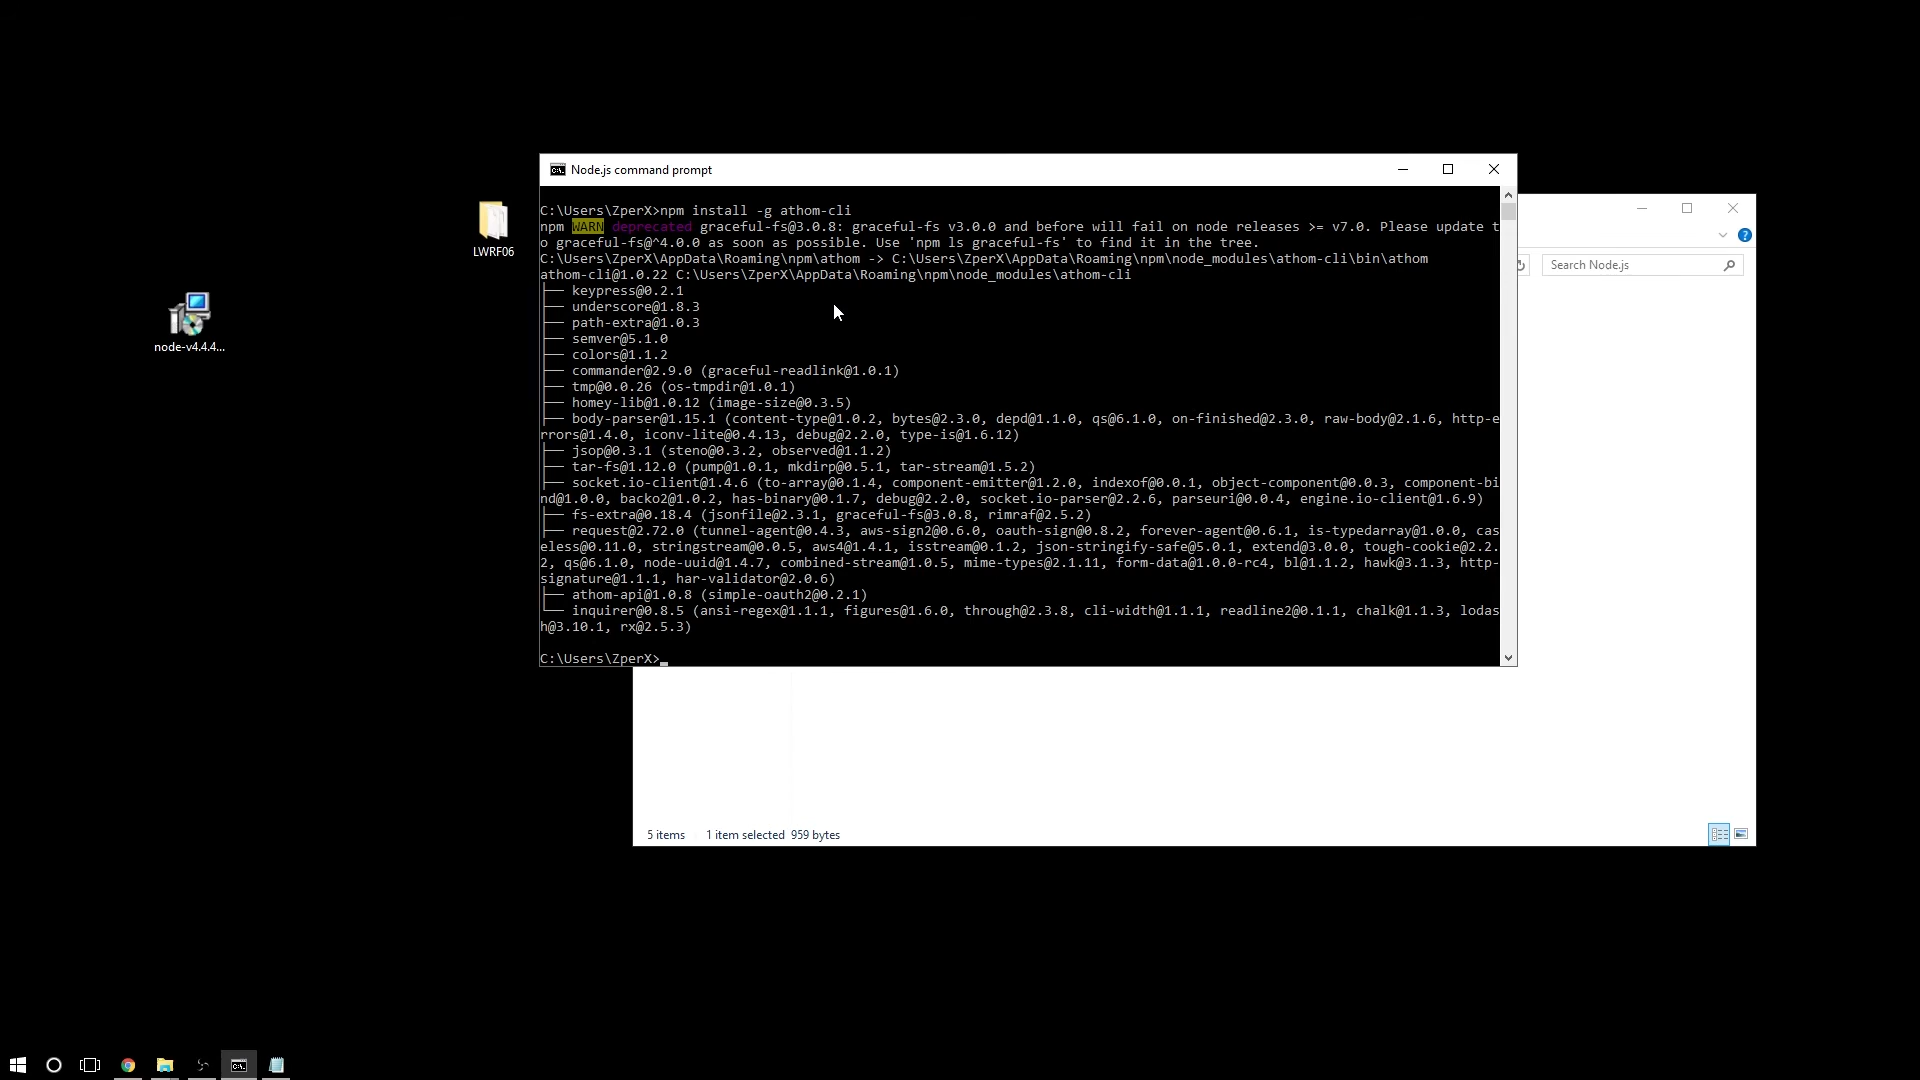 Node.js command prompt
C:\Users\ZperX>npm install -g athom-cli
npm WARN deprecated graceful-fs@3.0.8: graceful-fs v3.0.0 and before will fail on node releases >= v7.0. Please update t
o graceful-fs@^4.0.0 as soon as possible. Use 'npm ls graceful-fs' to find it in the tree.
C:\Users\ZperX\AppData\Roaming\npm\athom -> C:\Users\ZperX\AppData\Roaming\npm\node_modules\athom-cli\bin\athom
athom-cli@1.0.22 C:\Users\ZperX\AppData\Roaming\npm\node_modules\athom-cli
├── keypress@0.2.1
├── underscore@1.8.3
├── path-extra@1.0.3
├── semver@5.1.0
├── colors@1.1.2
├── commander@2.9.0 (graceful-readlink@1.0.1)
├── tmp@0.0.26 (os-tmpdir@1.0.1)
├── homey-lib@1.0.12 (image-size@0.3.5)
├── body-parser@1.15.1 (content-type@1.0.2, bytes@2.3.0, depd@1.1.0, qs@6.1.0, on-finished@2.3.0, raw-body@2.1.6, http-e
rrors@1.4.0, iconv-lite@0.4.13, debug@2.2.0, type-is@1.6.12)
├── jsop@0.3.1 (steno@0.3.2, observed@1.1.2)
├── tar-fs@1.12.0 (pump@1.0.1, mkdirp@0.5.1, tar-stream@1.5.2)
├── socket.io-client@1.4.6 (to-array@0.1.4, component-emitter@1.2.0, indexof@0.0.1, object-component@0.0.3, component-bi
nd@1.0.0, backo2@1.0.2, has-binary@0.1.7, debug@2.2.0, socket.io-parser@2.2.6, parseuri@0.0.4, engine.io-client@1.6.9)
├── fs-extra@0.18.4 (jsonfile@2.3.1, graceful-fs@3.0.8, rimraf@2.5.2)
├── request@2.72.0 (tunnel-agent@0.4.3, aws-sign2@0.6.0, oauth-sign@0.8.2, forever-agent@0.6.1, is-typedarray@1.0.0, cas
eless@0.11.0, stringstream@0.0.5, aws4@1.4.1, isstream@0.1.2, json-stringify-safe@5.0.1, extend@3.0.0, tough-cookie@2.2.
2, qs@6.1.0, node-uuid@1.4.7, combined-stream@1.0.5, mime-types@2.1.11, form-data@1.0.0-rc4, bl@1.1.2, hawk@3.1.3, http-
signature@1.1.1, har-validator@2.0.6)
├── athom-api@1.0.8 (simple-oauth2@0.2.1)
└── inquirer@0.8.5 (ansi-regex@1.1.1, figures@1.6.0, through@2.3.8, cli-width@1.1.1, readline2@0.1.1, chalk@1.1.3, lodas
h@3.10.1, rx@2.5.3)
C:\Users\ZperX>_
LWRF06
node-v4.4.4...
Search Node.js
5 items 1 item selected 959 bytes